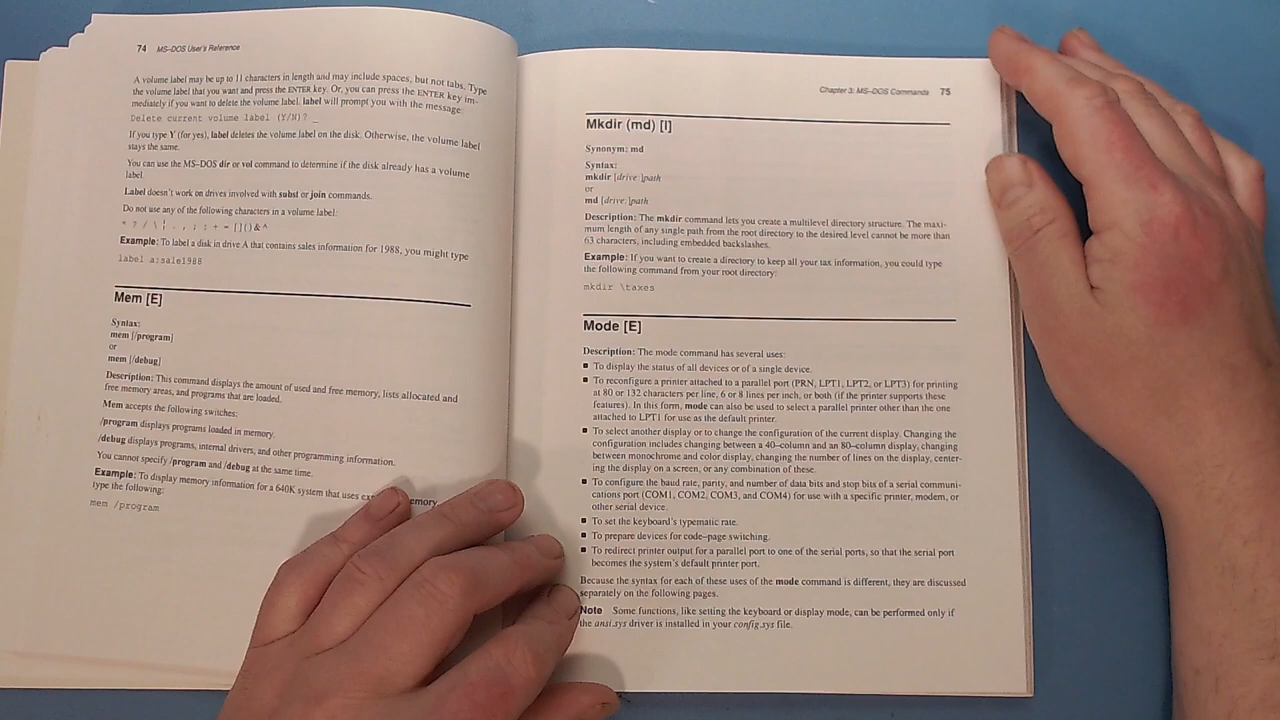 74 MS-DOS User's Reference
A volume label may be up to 11 characters in length and may include spaces, but not tabs. Type
the volume label that you want and press the ENTER key. Or, you can press the ENTER key im-
mediately if you want to delete the volume label. label will prompt you with the message:
Delete current volume label (Y/N)? _
If you type Y (for yes), label deletes the volume label on the disk. Otherwise, the volume label
stays the same.
You can use the MS-DOS dir or vol command to determine if the disk already has a volume
label.
Label doesn't work on drives involved with subst or join commands.
Do not use any of the following characters in a volume label:
* ? / \ | . , ; : + = [ ] ( ) & ^
Example: To label a disk in drive A that contains sales information for 1988, you might type
label a:sale1988
Mem [E]
Syntax:
mem [/program]
or
mem [/debug]
Description: This command displays the amount of used and free memory, lists allocated and
free memory areas, and programs that are loaded.
Mem accepts the following switches:
/program displays programs loaded in memory.
/debug displays programs, internal drivers, and other programming information.
You cannot specify /program and /debug at the same time.
Example: To display memory information for a 640K system that uses
type the following:
mem /program
Chapter 3: MS-DOS Commands 75
Mkdir (md) [I]
Synonym: md
Syntax:
mkdir [drive:]path
or
md [drive:]path
Description: The mkdir command lets you create a multilevel directory structure. The maxi-
mum length of any single path from the root directory to the desired level cannot be more than
63 characters, including embedded backslashes.
Example: If you want to create a directory to keep all your tax information, you could type
the following command from your root directory:
mkdir \taxes
Mode [E]
Description: The mode command has several uses:
▪ To display the status of all devices or of a single device.
▪ To reconfigure a printer attached to a parallel port (PRN, LPT1, LPT2, or LPT3) for printing
at 80 or 132 characters per line, 6 or 8 lines per inch, or both (if the printer supports these
features). In this form, mode can also be used to select a parallel printer other than the one
attached to LPT1 for use as the default printer.
▪ To select another display or to change the configuration of the current display. Changing the
configuration includes changing between a 40-column and an 80-column display, changing
between monochrome and color display, changing the number of lines on the display, center-
ing the display on a screen, or any combination of these.
▪ To configure the baud rate, parity, and number of data bits and stop bits of a serial communi-
cations port (COM1, COM2, COM3, and COM4) for use with a specific printer, modem, or
other serial device.
▪ To set the keyboard's typematic rate.
▪ To prepare devices for code-page switching.
▪ To redirect printer output for a parallel port to one of the serial ports, so that the serial port
becomes the system's default printer port.
Because the syntax for each of these uses of the mode command is different, they are discussed
separately on the following pages.
Note Some functions, like setting the keyboard or display mode, can be performed only if
the ansi.sys driver is installed in your config.sys file.